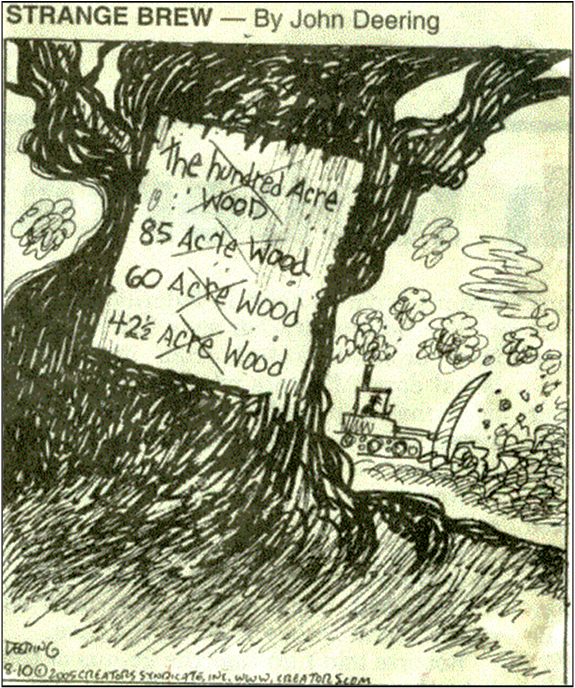 STRANGE BREW — By John Deering
The hundred Acre
WOOD
85 Acre Wood
60 Acre Wood
42½ Acre Wood
DEERING
8-10 © 2005 CREATORS SYNDICATE, INC. WWW.CREATORS.COM